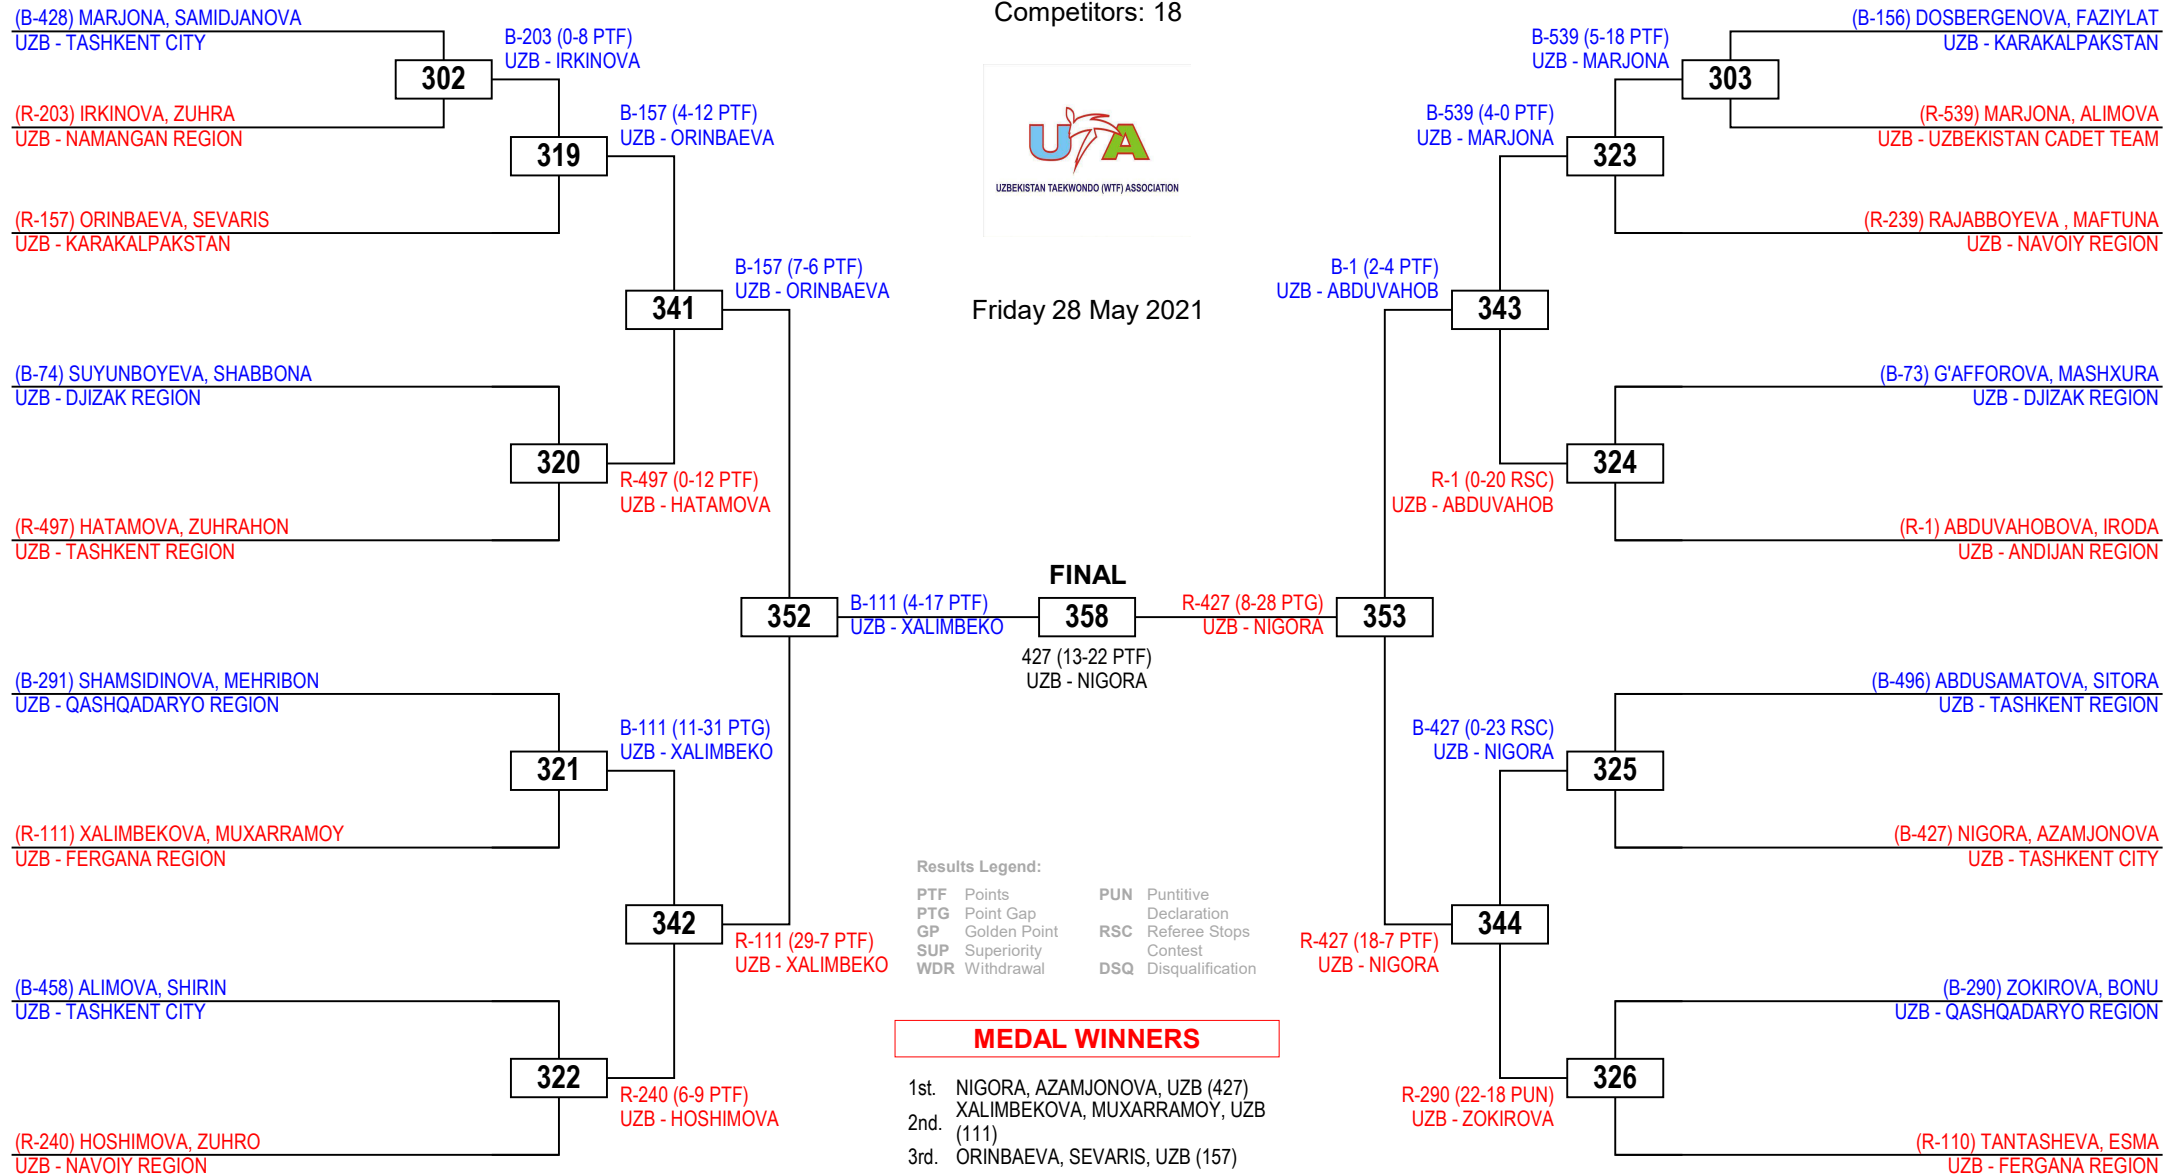 Competitors: 18
UTA
UZBEKISTAN TAEKWONDO (WTF) ASSOCIATION
Friday 28 May 2021
(B-428) MARJONA, SAMIDJANOVA
UZB - TASHKENT CITY
302
(R-203) IRKINOVA, ZUHRA
UZB - NAMANGAN REGION
B-203 (0-8 PTF)
UZB - IRKINOVA
319
(R-157) ORINBAEVA, SEVARIS
UZB - KARAKALPAKSTAN
B-157 (4-12 PTF)
UZB - ORINBAEVA
341
B-157 (7-6 PTF)
UZB - ORINBAEVA
(B-74) SUYUNBOYEVA, SHABBONA
UZB - DJIZAK REGION
320
(R-497) HATAMOVA, ZUHRAHON
UZB - TASHKENT REGION
R-497 (0-12 PTF)
UZB - HATAMOVA
352
B-111 (4-17 PTF)
UZB - XALIMBEKO
(B-291) SHAMSIDINOVA, MEHRIBON
UZB - QASHQADARYO REGION
321
(R-111) XALIMBEKOVA, MUXARRAMOY
UZB - FERGANA REGION
B-111 (11-31 PTG)
UZB - XALIMBEKO
342
R-111 (29-7 PTF)
UZB - XALIMBEKO
(B-458) ALIMOVA, SHIRIN
UZB - TASHKENT CITY
322
(R-240) HOSHIMOVA, ZUHRO
UZB - NAVOIY REGION
R-240 (6-9 PTF)
UZB - HOSHIMOVA
FINAL
358
427 (13-22 PTF)
UZB - NIGORA
(B-156) DOSBERGENOVA, FAZIYLAT
UZB - KARAKALPAKSTAN
303
(R-539) MARJONA, ALIMOVA
UZB - UZBEKISTAN CADET TEAM
B-539 (5-18 PTF)
UZB - MARJONA
323
(R-239) RAJABBOYEVA , MAFTUNA
UZB - NAVOIY REGION
B-539 (4-0 PTF)
UZB - MARJONA
343
B-1 (2-4 PTF)
UZB - ABDUVAHOB
(B-73) G'AFFOROVA, MASHXURA
UZB - DJIZAK REGION
324
(R-1) ABDUVAHOBOVA, IRODA
UZB - ANDIJAN REGION
R-1 (0-20 RSC)
UZB - ABDUVAHOB
353
R-427 (8-28 PTG)
UZB - NIGORA
(B-496) ABDUSAMATOVA, SITORA
UZB - TASHKENT REGION
325
(B-427) NIGORA, AZAMJONOVA
UZB - TASHKENT CITY
B-427 (0-23 RSC)
UZB - NIGORA
344
R-427 (18-7 PTF)
UZB - NIGORA
(B-290) ZOKIROVA, BONU
UZB - QASHQADARYO REGION
326
(R-110) TANTASHEVA, ESMA
UZB - FERGANA REGION
R-290 (22-18 PUN)
UZB - ZOKIROVA
Results Legend:
PTF Points
PTG Point Gap
GP Golden Point
SUP Superiority
WDR Withdrawal
PUN Puntitive
Declaration
RSC Referee Stops
Contest
DSQ Disqualification
MEDAL WINNERS
1st. NIGORA, AZAMJONOVA, UZB (427)
2nd. XALIMBEKOVA, MUXARRAMOY, UZB
(111)
3rd. ORINBAEVA, SEVARIS, UZB (157)